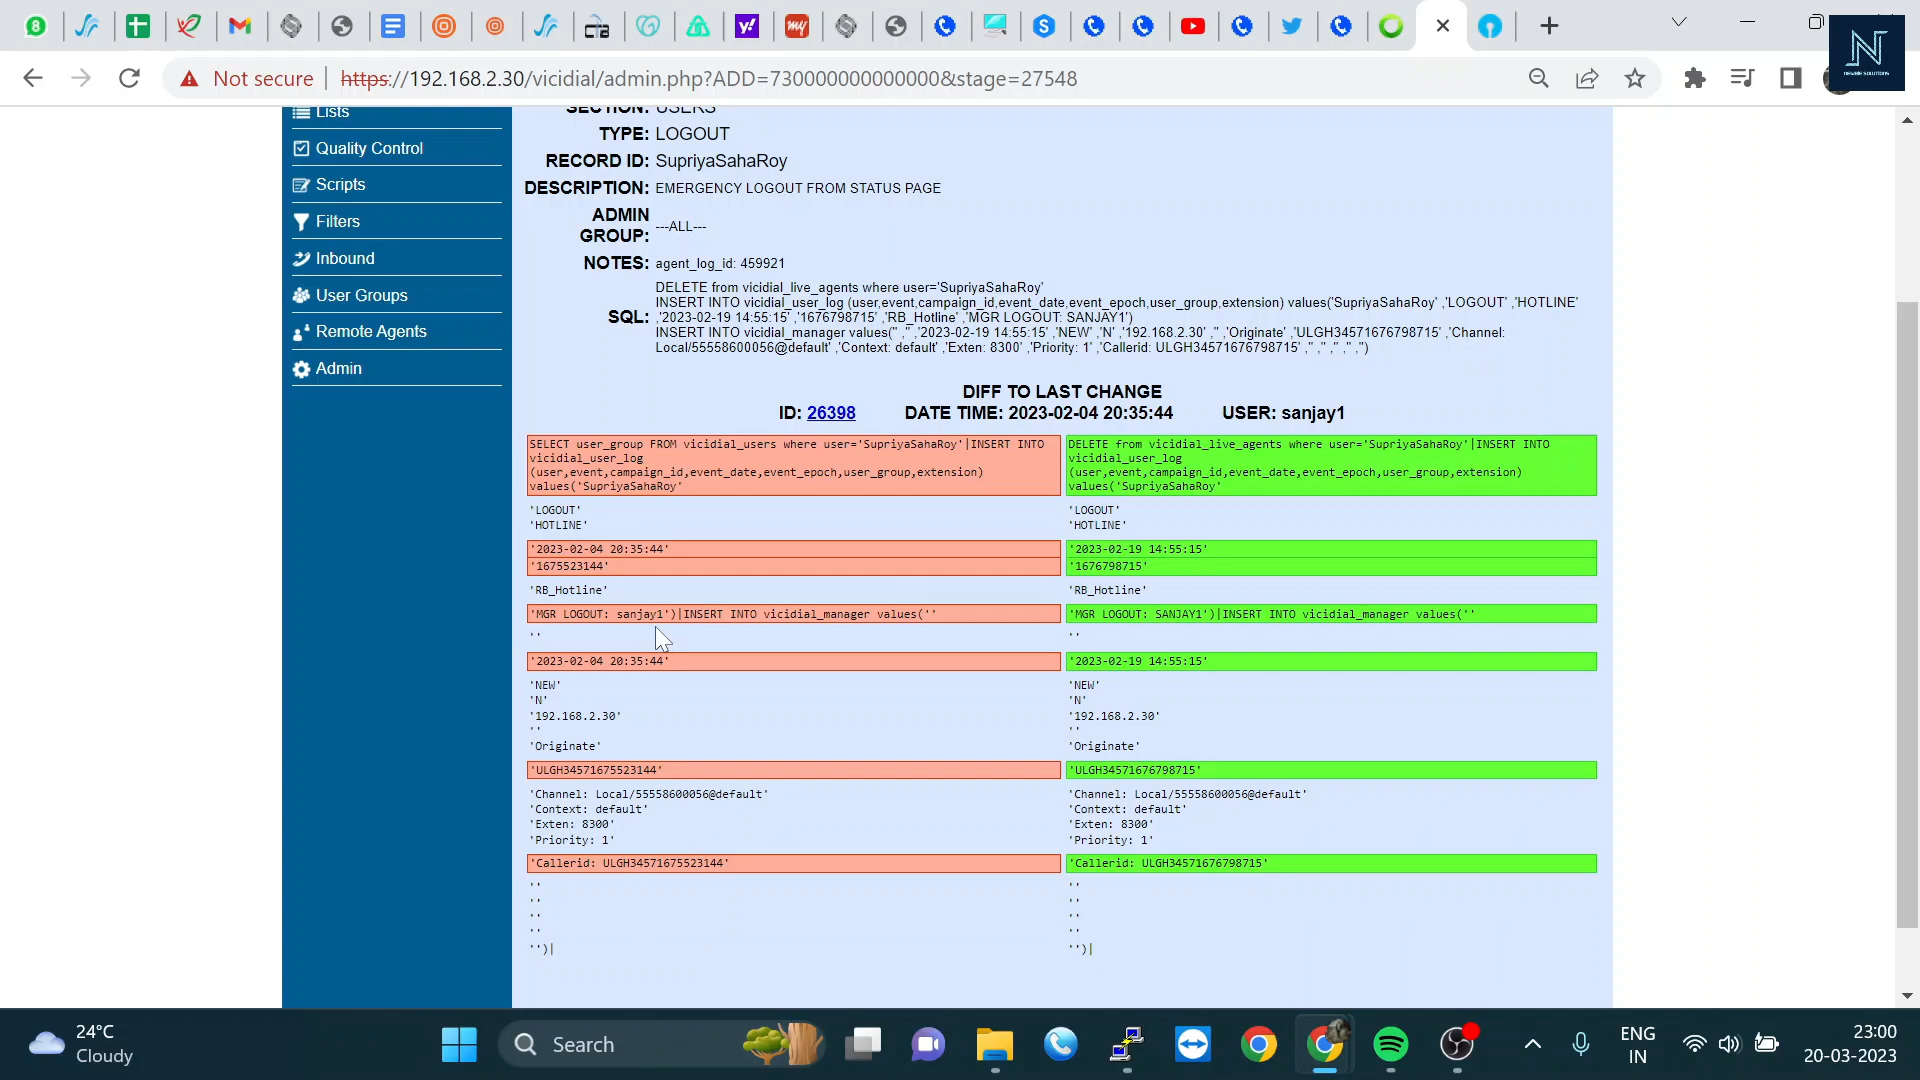 Not secure
https://192.168.2.30/vicidial/admin.php?ADD=730000000000000&stage=27548
Lists
Quality Control
Scripts
Filters
Inbound
User Groups
Remote Agents
Admin
SECTION: USERS
TYPE: LOGOUT
RECORD ID: SupriyaSahaRoy
DESCRIPTION: EMERGENCY LOGOUT FROM STATUS PAGE
ADMIN
GROUP: ---ALL---
NOTES: agent_log_id: 459921
DELETE from vicidial_live_agents where user='SupriyaSahaRoy'
INSERT INTO vicidial_user_log (user,event,campaign_id,event_date,event_epoch,user_group,extension) values('SupriyaSahaRoy' ,'LOGOUT' ,'HOTLINE'
SQL: ,'2023-02-19 14:55:15' ,'1676798715' ,'RB_Hotline' ,'MGR LOGOUT: SANJAY1')
INSERT INTO vicidial_manager values('' ,'' ,'2023-02-19 14:55:15' ,'NEW' ,'N' ,'192.168.2.30' ,'' ,'Originate' ,'ULGH34571676798715' ,'Channel:
Local/55558600056@default' ,'Context: default' ,'Exten: 8300' ,'Priority: 1' ,'Callerid: ULGH34571676798715' ,'' ,'' ,'' ,'' ,'')
DIFF TO LAST CHANGE
ID: 26398 DATE TIME: 2023-02-04 20:35:44 USER: sanjay1
SELECT user_group FROM vicidial_users where user='SupriyaSahaRoy'|INSERT INTO
vicidial_user_log
(user,event,campaign_id,event_date,event_epoch,user_group,extension)
values('SupriyaSahaRoy'
'LOGOUT'
'HOTLINE'
'2023-02-04 20:35:44'
'1675523144'
'RB_Hotline'
'MGR LOGOUT: sanjay1')|INSERT INTO vicidial_manager values(''
''
'2023-02-04 20:35:44'
'NEW'
'N'
'192.168.2.30'
''
'Originate'
'ULGH34571675523144'
'Channel: Local/55558600056@default'
'Context: default'
'Exten: 8300'
'Priority: 1'
'Callerid: ULGH34571675523144'
''
''
''
''
'')|
DELETE from vicidial_live_agents where user='SupriyaSahaRoy'|INSERT INTO
vicidial_user_log
(user,event,campaign_id,event_date,event_epoch,user_group,extension)
values('SupriyaSahaRoy'
'LOGOUT'
'HOTLINE'
'2023-02-19 14:55:15'
'1676798715'
'RB_Hotline'
'MGR LOGOUT: SANJAY1')|INSERT INTO vicidial_manager values(''
''
'2023-02-19 14:55:15'
'NEW'
'N'
'192.168.2.30'
''
'Originate'
'ULGH34571676798715'
'Channel: Local/55558600056@default'
'Context: default'
'Exten: 8300'
'Priority: 1'
'Callerid: ULGH34571676798715'
''
''
''
''
'')|
24°C
Cloudy
Search
ENG
IN
23:00
20-03-2023